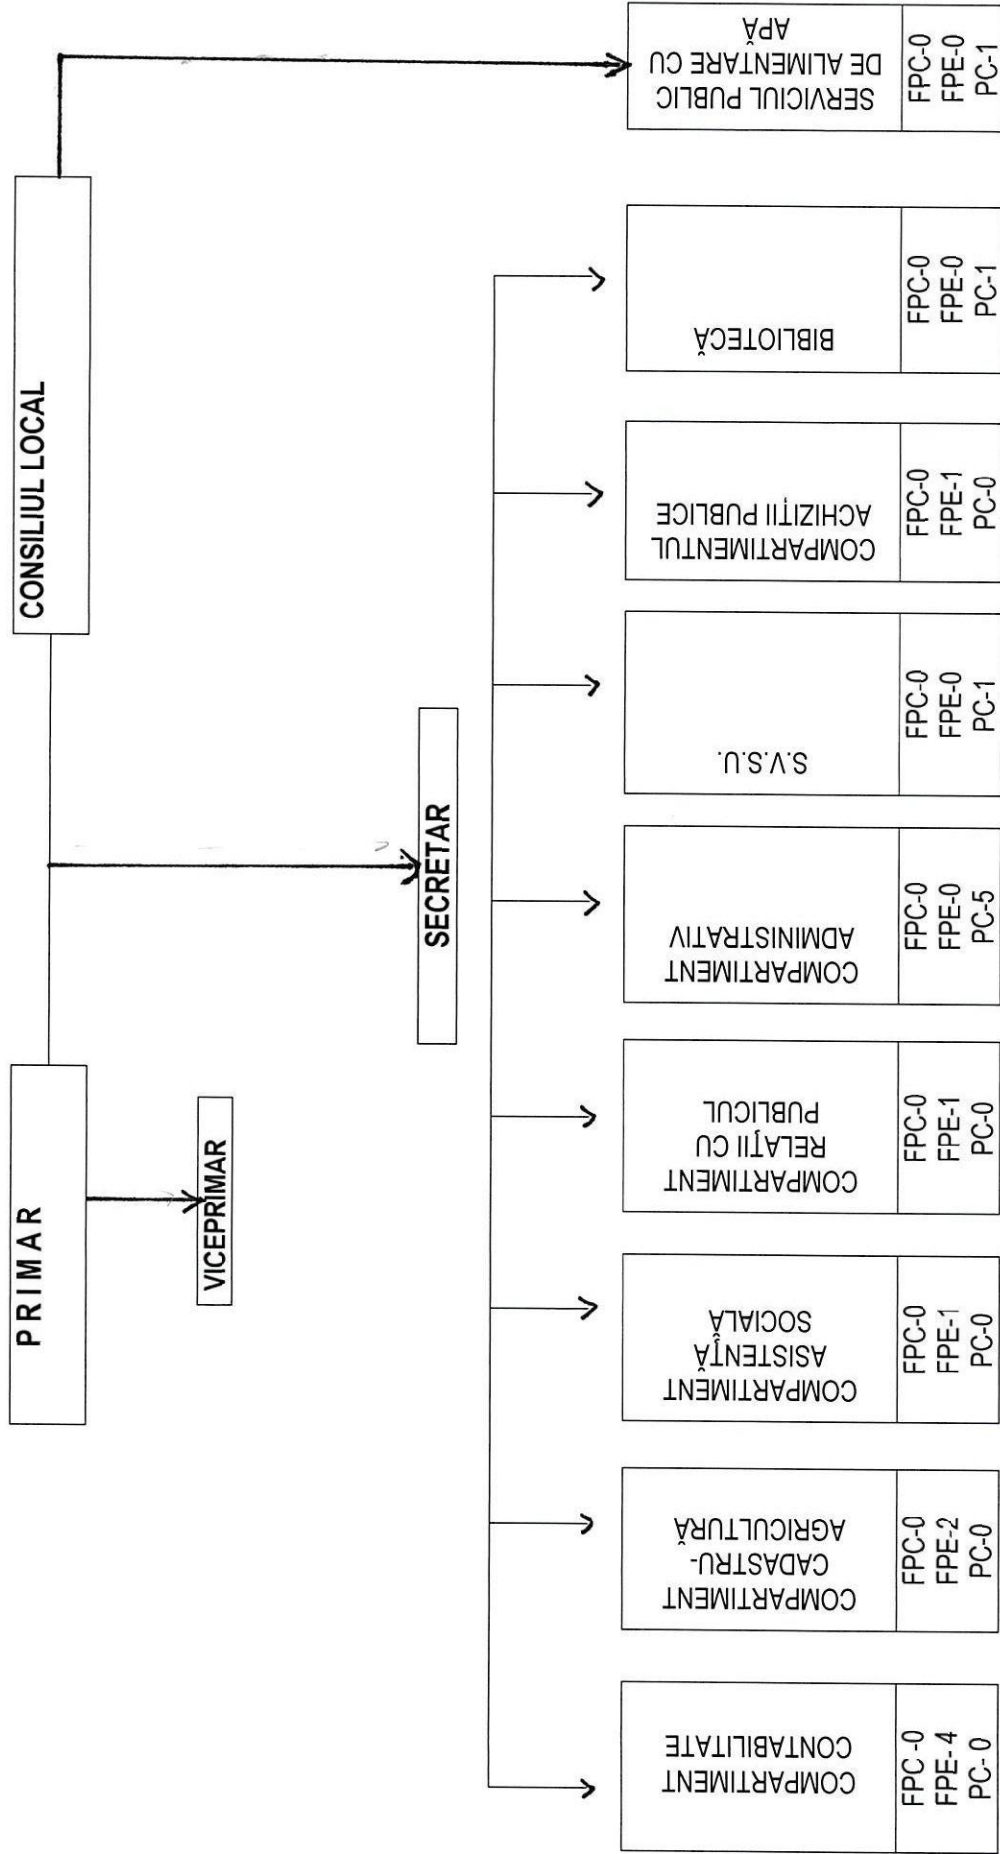 PRIMAR
CONSILIUL LOCAL
VICEPRIMAR
SECRETAR
COMPARTIMENT
CONTABILITATE
FPC -0
FPE- 4
PC- 0
COMPARTIMENT
CADASTRU-
AGRICULTURĂ
FPC-0
FPE-2
PC-0
COMPARTIMENT
ASISTENȚĂ
SOCIALĂ
FPC-0
FPE-1
PC-0
COMPARTIMENT
RELAȚII CU
PUBLICUL
FPC-0
FPE-1
PC-0
COMPARTIMENT
ADMINISTRATIV
FPC-0
FPE-0
PC-5
S.V.S.U.
FPC-0
FPE-0
PC-1
COMPARTIMENTUL
ACHIZIȚII PUBLICE
FPC-0
FPE-1
PC-0
BIBLIOTECĂ
FPC-0
FPE-0
PC-1
SERVICIUL PUBLIC
DE ALIMENTARE CU
APĂ
FPC-0
FPE-0
PC-1